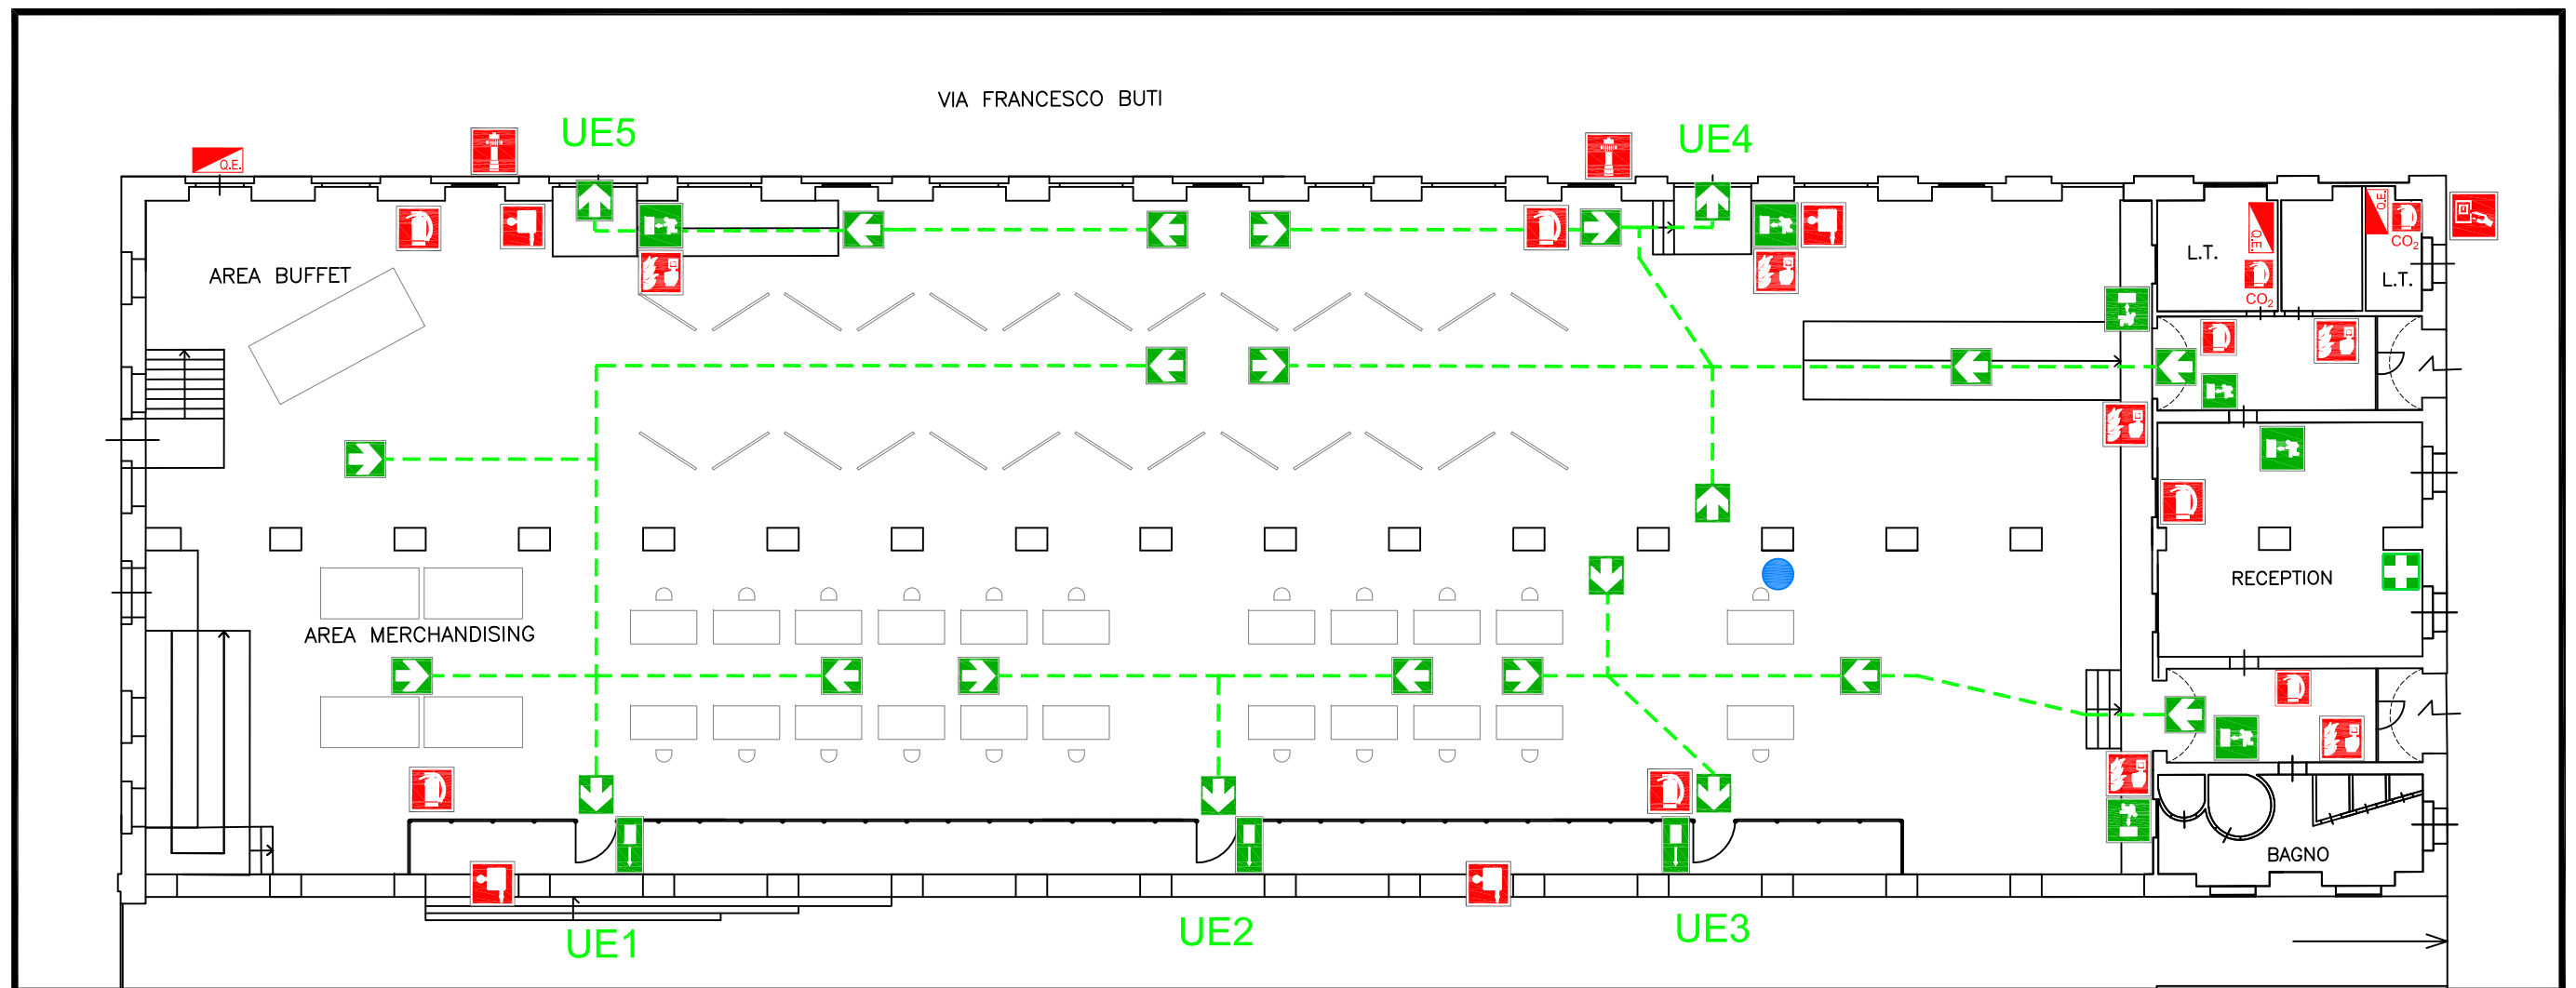 VIA FRANCESCO BUTI
UE5
UE4
Q.E.
Q.E.
Q.E.
CO2
L.T.
CO2
L.T.
AREA BUFFET
RECEPTION
AREA MERCHANDISING
BAGNO
UE1
UE2
UE3